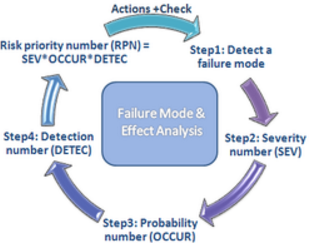 Actions +Check
Risk priority number (RPN) =
SEV*OCCUR*DETEC
Step1: Detect a
failure mode
Failure Mode &
Effect Analysis
Step4: Detection
number (DETEC)
Step2: Severity
number (SEV)
Step3: Probability
number (OCCUR)